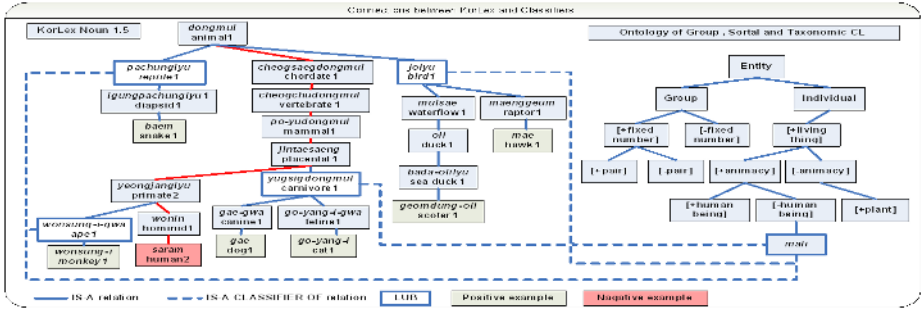 Connections between KorLex and Classifiers
KorLex Noun 1.5
dongmul
animal1
Ontology of Group , Sortal and Taxonomic CL
pachungiyu
reptile1
cheogsaegdongmul
chordate1
jolyu
bird1
Entity
igungpachungiyu1
diapsid1
cheogchudongmul
vertebrate1
mulsae
waterflow1
maenggeum
raptor1
Group
Individual
baem
snake1
po-yudongmul
mammal1
oli
duck1
mae
hawk1
[+fixed
number]
[-fixed
number]
[+living
thing]
jintaesaeng
placental1
bada-oliyu
sea duck1
[+pair]
[-pair]
[+animacy]
[-animacy]
yeongjangiyu
primate2
yugsigdongmul
carnivore1
geomdung-oli
scoter1
[+human
being]
[-human
being]
[+plant]
wonsung-i-gwa
ape1
wonin
hominid1
gae-gwa
canine1
go-yang-i-gwa
feline1
mali
wonsung-i
monkey1
saram
human2
gae
dog1
go-yang-i
cat1
IS A relation
IS A CLASSIFIER OF relation
LUB
Positive example
Nagitive example